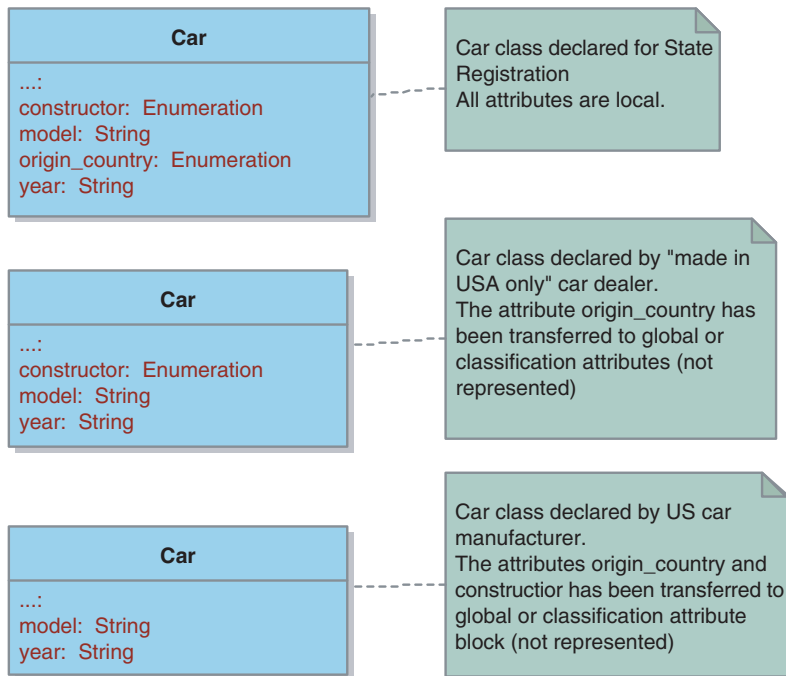 Car
...:
constructor: Enumeration
model: String
origin_country: Enumeration
year: String
Car class declared for State
Registration
All attributes are local.
Car
...:
constructor: Enumeration
model: String
year: String
Car class declared by "made in
USA only" car dealer.
The attribute origin_country has
been transferred to global or
classification attributes (not
represented)
Car
...:
model: String
year: String
Car class declared by US car
manufacturer.
The attributes origin_country and
constructior has been transferred to
global or classification attribute
block (not represented)